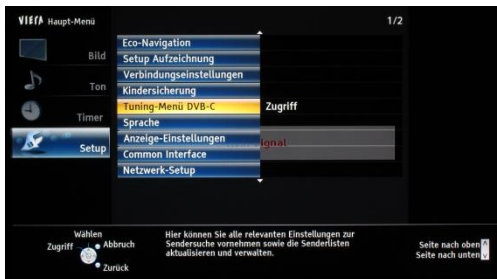 VIERA Haupt-Menü
1/2
Bild
Ton
Timer
Setup
Eco-Navigation
Setup Aufzeichnung
Verbindungseinstellungen
Kindersicherung
Tuning-Menü DVB-C Zugriff
Sprache
Anzeige-Einstellungen
Common Interface
Netzwerk-Setup
ignal
Wählen
Zugriff
Abbruch
Zurück
Hier können Sie alle relevanten Einstellungen zur
Sendersuche vornehmen sowie die Senderlisten
aktualisieren und verwalten.
Seite nach oben
Seite nach unten